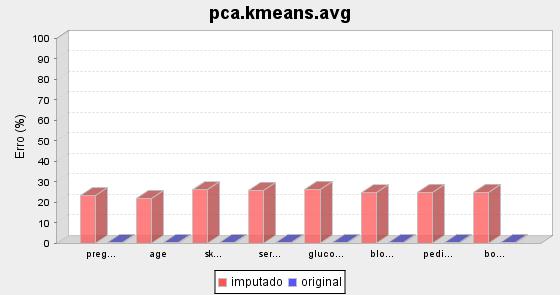 pca.kmeans.avg
Erro (%)
100
90
80
70
60
50
40
30
20
10
0
preg... age sk... ser... gluco... blo... pedi... bo...
imputado original